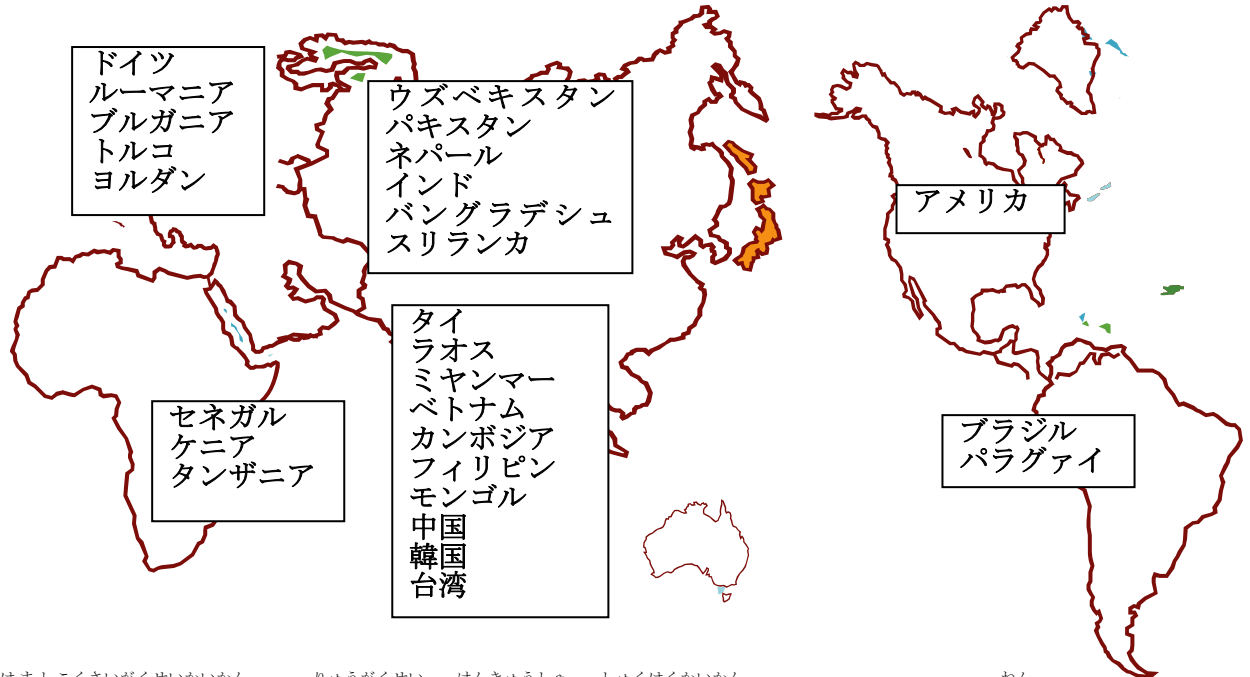 ドイツ
ルーマニア
ブルガニア
トルコ
ヨルダン
ウズベキスタン
パキスタン
ネパール
インド
バングラデシュ
スリランカ
アメリカ
タイ
ラオス
ミャンマー
ベトナム
カンボジア
フィリピン
モンゴル
中国
韓国
台湾
セネガル
ケニア
タンザニア
ブラジル
パラグァイ